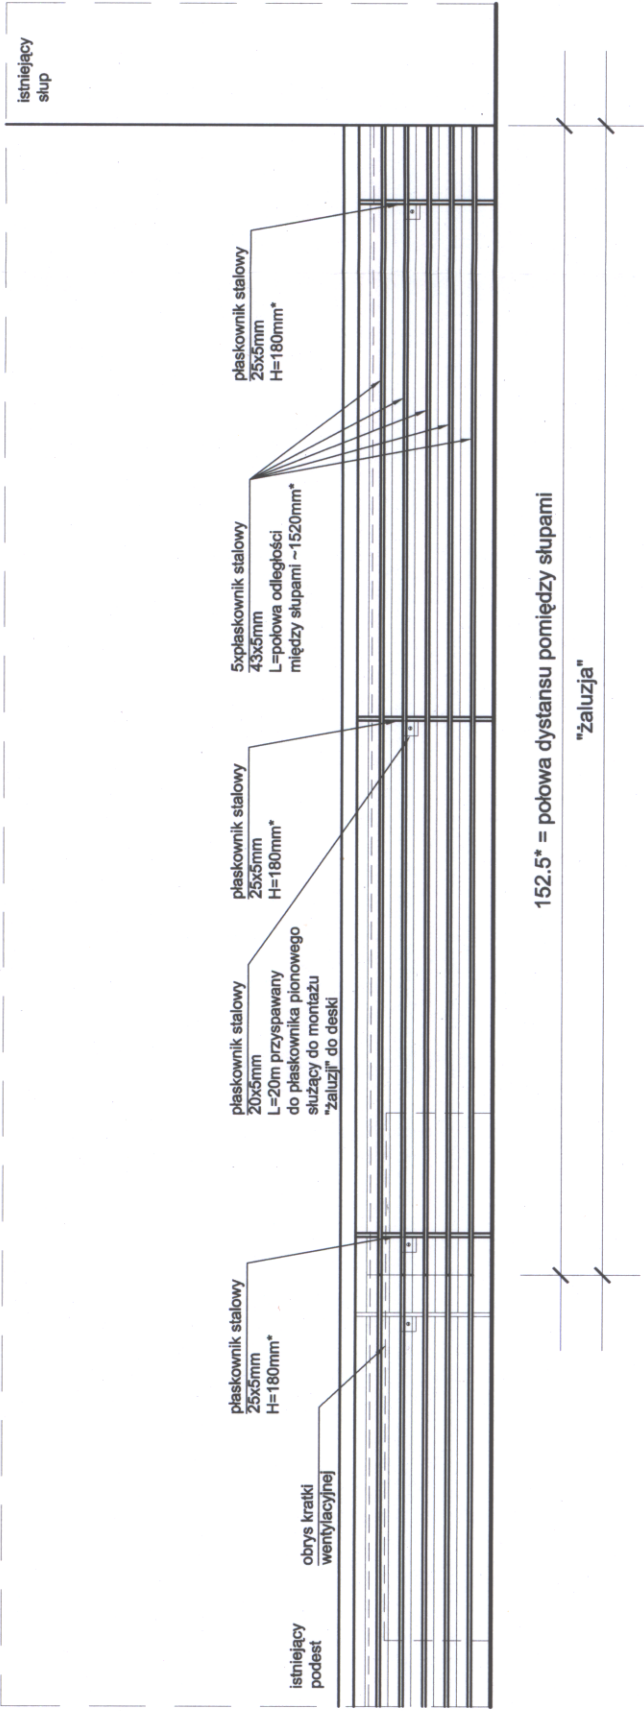 istniejący
podest
obrys kratki
wentylacyjnej
płaskownik stalowy
25x5mm
H=180mm*
płaskownik stalowy
20x5mm
L=20m przyspawany
do płaskownika pionowego
służący do montażu
"żaluzji" do deski
płaskownik stalowy
25x5mm
H=180mm*
5xpłaskownik stalowy
43x5mm
L=połowa odległości
między słupami ~1520mm*
płaskownik stalowy
25x5mm
H=180mm*
istniejący
słup
152.5* = połowa dystansu pomiędzy słupami
"żaluzja"